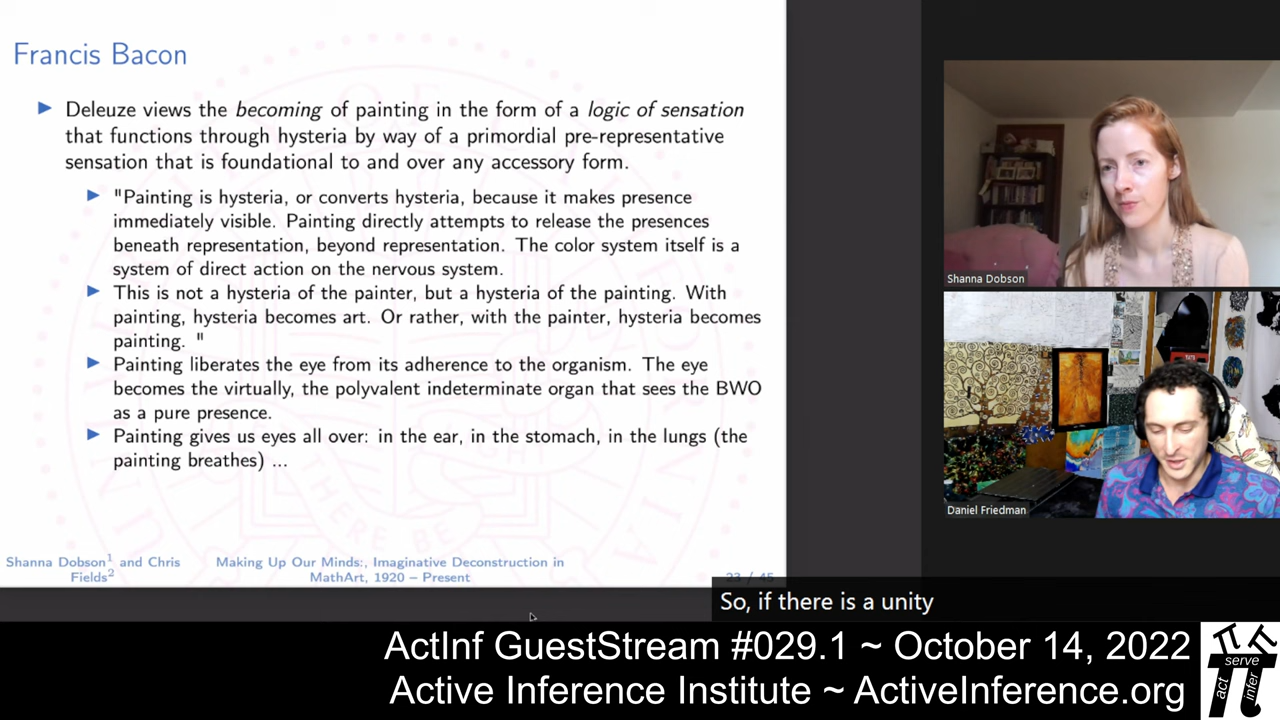 Francis Bacon
Deleuze views the becoming of painting in the form of a logic of sensation
that functions through hysteria by way of a primordial pre-representative
sensation that is foundational to and over any accessory form.
"Painting is hysteria, or converts hysteria, because it makes presence
immediately visible. Painting directly attempts to release the presences
beneath representation, beyond representation. The color system itself is a
system of direct action on the nervous system.
This is not a hysteria of the painter, but a hysteria of the painting. With
painting, hysteria becomes art. Or rather, with the painter, hysteria becomes
painting. "
Painting liberates the eye from its adherence to the organism. The eye
becomes the virtually, the polyvalent indeterminate organ that sees the BWO
as a pure presence.
Painting gives us eyes all over: in the ear, in the stomach, in the lungs (the
painting breathes) ...
Shanna Dobson1 and Chris
Fields2
Making Up Our Minds:, Imaginative Deconstruction in
MathArt, 1920 – Present
23 / 45
Shanna Dobson
Daniel Friedman
So, if there is a unity
ActInf GuestStream #029.1 ~ October 14, 2022
Active Inference Institute ~ ActiveInference.org
serve
act
infer